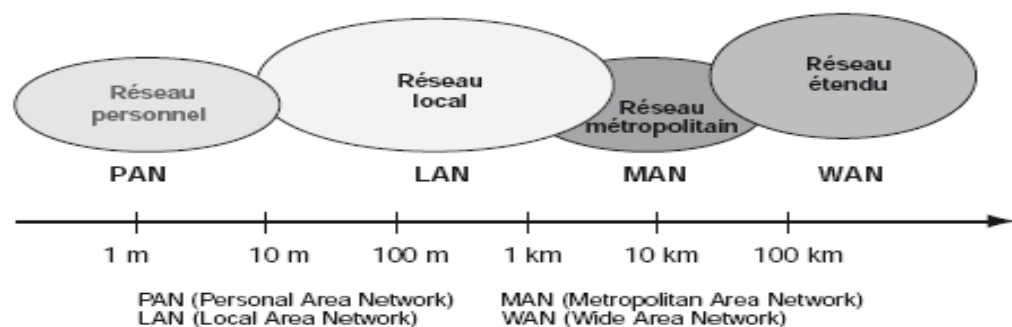 Réseau
personnel
Réseau
local
Réseau
métropolitain
Réseau
étendu
PAN
LAN
MAN
WAN
1 m
10 m
100 m
1 km
10 km
100 km
PAN (Personal Area Network)
LAN (Local Area Network)
MAN (Metropolitan Area Network)
WAN (Wide Area Network)